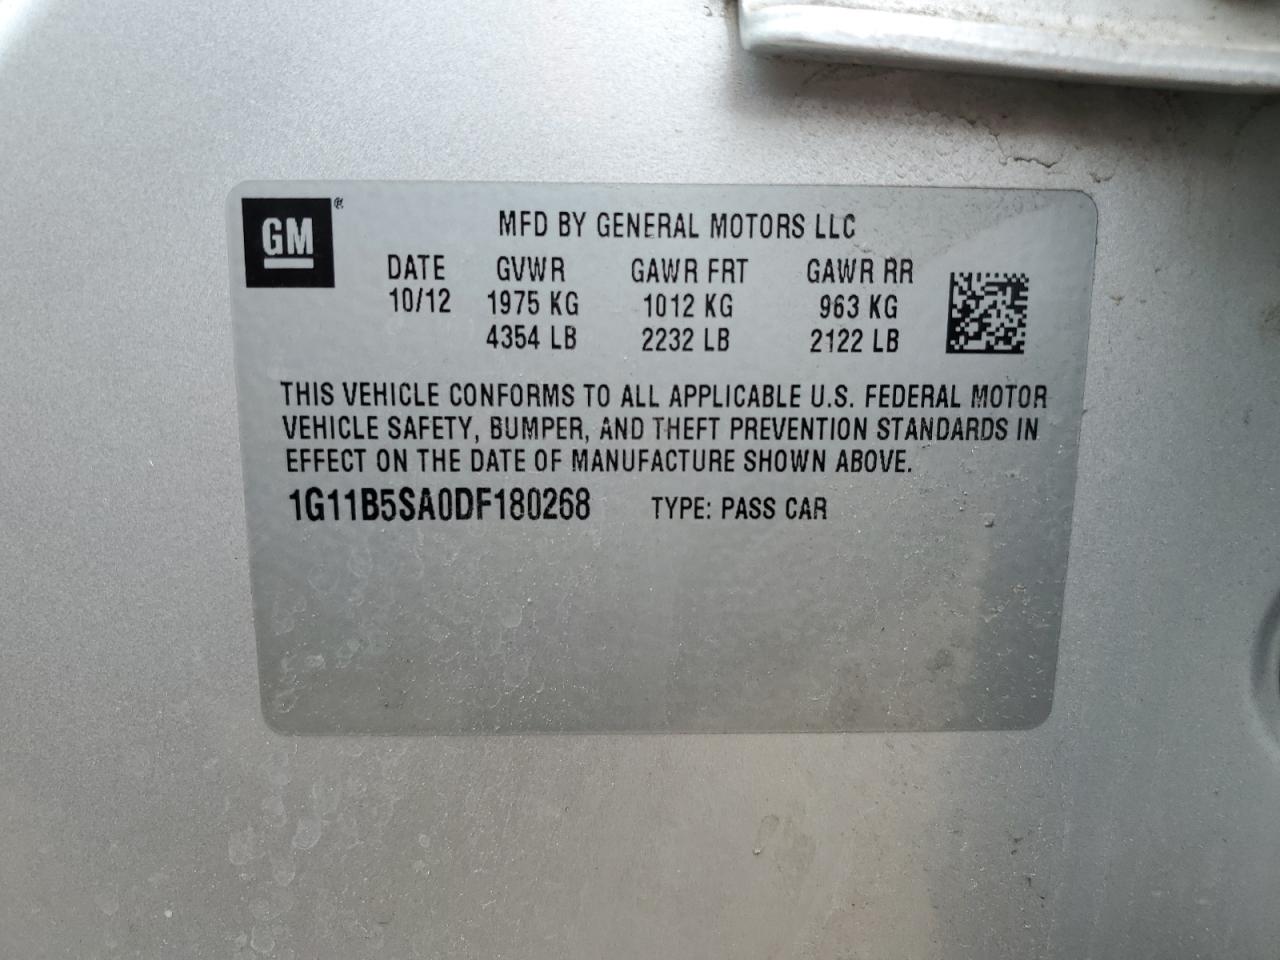 GM®
MFD BY GENERAL MOTORS LLC
DATE GVWR GAWR FRT GAWR RR
10/12 1975 KG 1012 KG 963 KG
4354 LB 2232 LB 2122 LB
THIS VEHICLE CONFORMS TO ALL APPLICABLE U.S. FEDERAL MOTOR
VEHICLE SAFETY, BUMPER, AND THEFT PREVENTION STANDARDS IN
EFFECT ON THE DATE OF MANUFACTURE SHOWN ABOVE.
1G11B5SA0DF180268 TYPE: PASS CAR